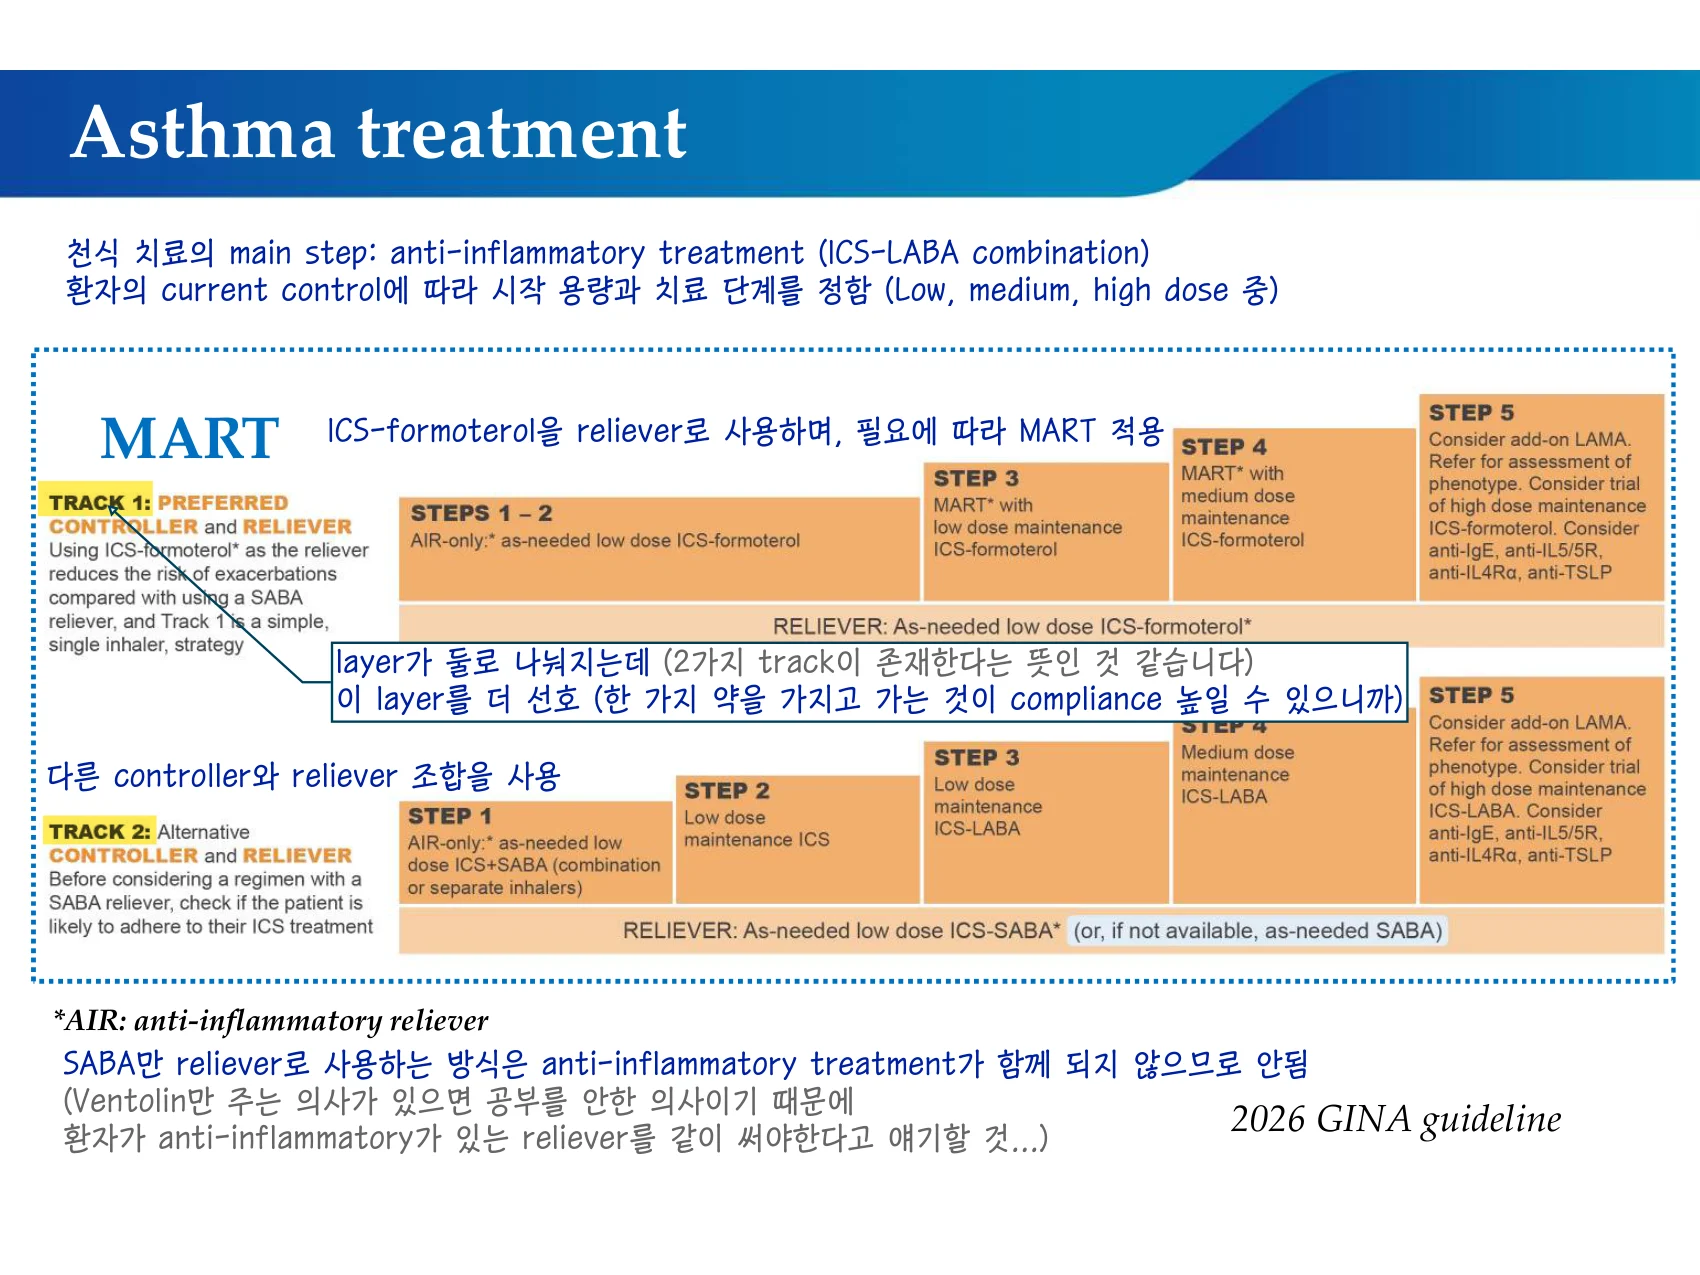 Asthma treatment
천식 치료의 main step: anti-inflammatory treatment (ICS-LABA combination)
환자의 current control에 따라 시작 용량과 치료 단계를 정함 (Low, medium, high dose 중)
MART
ICS-formoterol을 reliever로 사용하며, 필요에 따라 MART 적용
TRACK 1: PREFERRED
CONTROLLER and RELIEVER
Using ICS-formoterol* as the reliever
reduces the risk of exacerbations
compared with using a SABA
reliever, and Track 1 is a simple,
single inhaler, strategy
STEPS 1 – 2
AIR-only:* as-needed low dose ICS-formoterol
STEP 3
MART* with
low dose maintenance
ICS-formoterol
STEP 4
MART* with
medium dose
maintenance
ICS-formoterol
STEP 5
Consider add-on LAMA.
Refer for assessment of
phenotype. Consider trial
of high dose maintenance
ICS-formoterol. Consider
anti-IgE, anti-IL5/5R,
anti-IL4Rα, anti-TSLP
RELIEVER: As-needed low dose ICS-formoterol*
layer가 둘로 나눠지는데 (2가지 track이 존재한다는 뜻인 것 같습니다)
이 layer를 더 선호 (한 가지 약을 가지고 가는 것이 compliance 높일 수 있으니까)
다른 controller와 reliever 조합을 사용
TRACK 2: Alternative
CONTROLLER and RELIEVER
Before considering a regimen with a
SABA reliever, check if the patient is
likely to adhere to their ICS treatment
STEP 1
AIR-only:* as-needed low
dose ICS+SABA (combination
or separate inhalers)
STEP 2
Low dose
maintenance ICS
STEP 3
Low dose
maintenance
ICS-LABA
STEP 4
Medium dose
maintenance
ICS-LABA
STEP 5
Consider add-on LAMA.
Refer for assessment of
phenotype. Consider trial
of high dose maintenance
ICS-LABA. Consider
anti-IgE, anti-IL5/5R,
anti-IL4Rα, anti-TSLP
RELIEVER: As-needed low dose ICS-SABA* (or, if not available, as-needed SABA)
*AIR: anti-inflammatory reliever
SABA만 reliever로 사용하는 방식은 anti-inflammatory treatment가 함께 되지 않으므로 안됨
(Ventolin만 주는 의사가 있으면 공부를 안한 의사이기 때문에
환자가 anti-inflammatory가 있는 reliever를 같이 써야한다고 얘기할 것...)
2026 GINA guideline